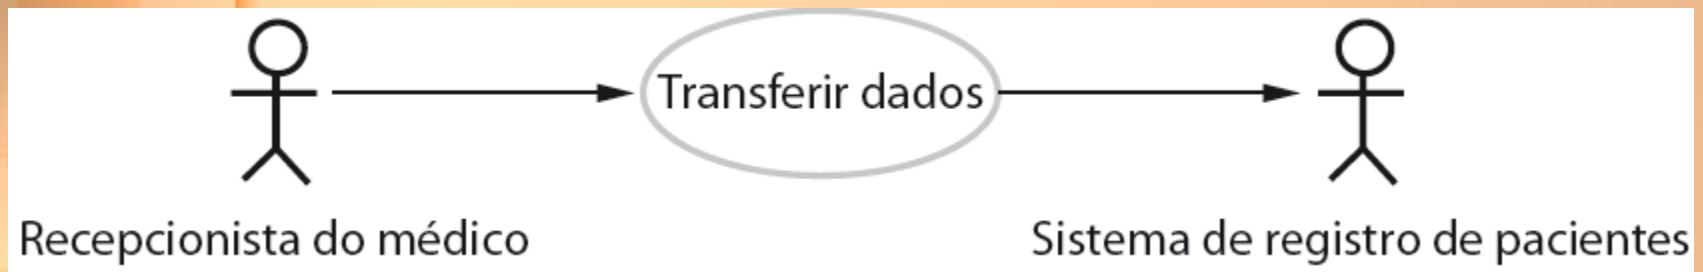 Transferir dados
Recepcionista do médico
Sistema de registro de pacientes